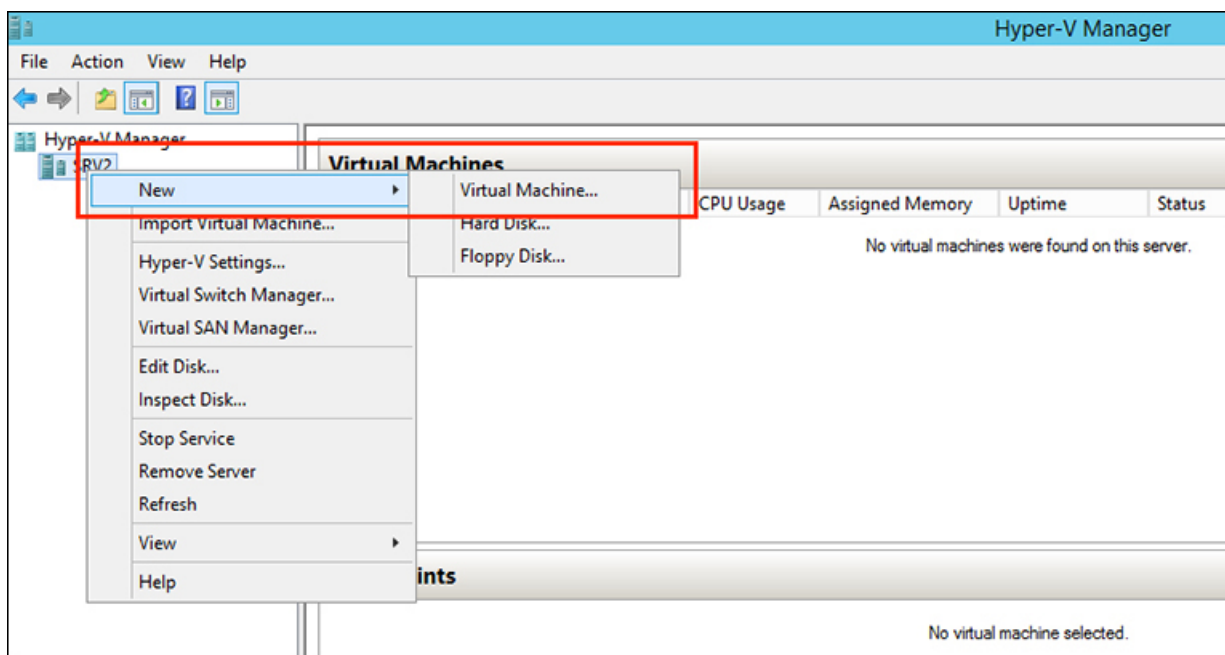 Hyper-V Manager
File Action View Help
Hyper-V Manager
SRV2
Virtual Machines
New
Virtual Machine...
CPU Usage Assigned Memory Uptime Status
Import Virtual Machine...
Hard Disk...
No virtual machines were found on this server.
Hyper-V Settings...
Floppy Disk...
Virtual Switch Manager...
Virtual SAN Manager...
Edit Disk...
Inspect Disk...
Stop Service
Remove Server
Refresh
View
Help
ints
No virtual machine selected.